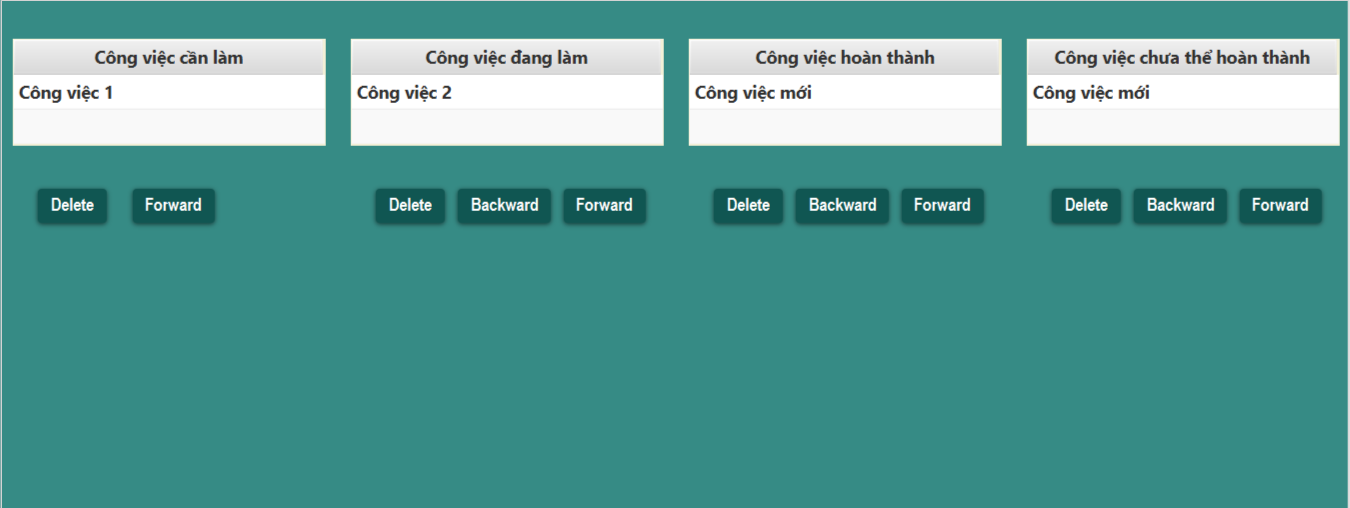 Công việc cần làm
Công việc 1
Delete Forward
Công việc đang làm
Công việc 2
Delete Backward Forward
Công việc hoàn thành
Công việc mới
Delete Backward Forward
Công việc chưa thể hoàn thành
Công việc mới
Delete Backward Forward